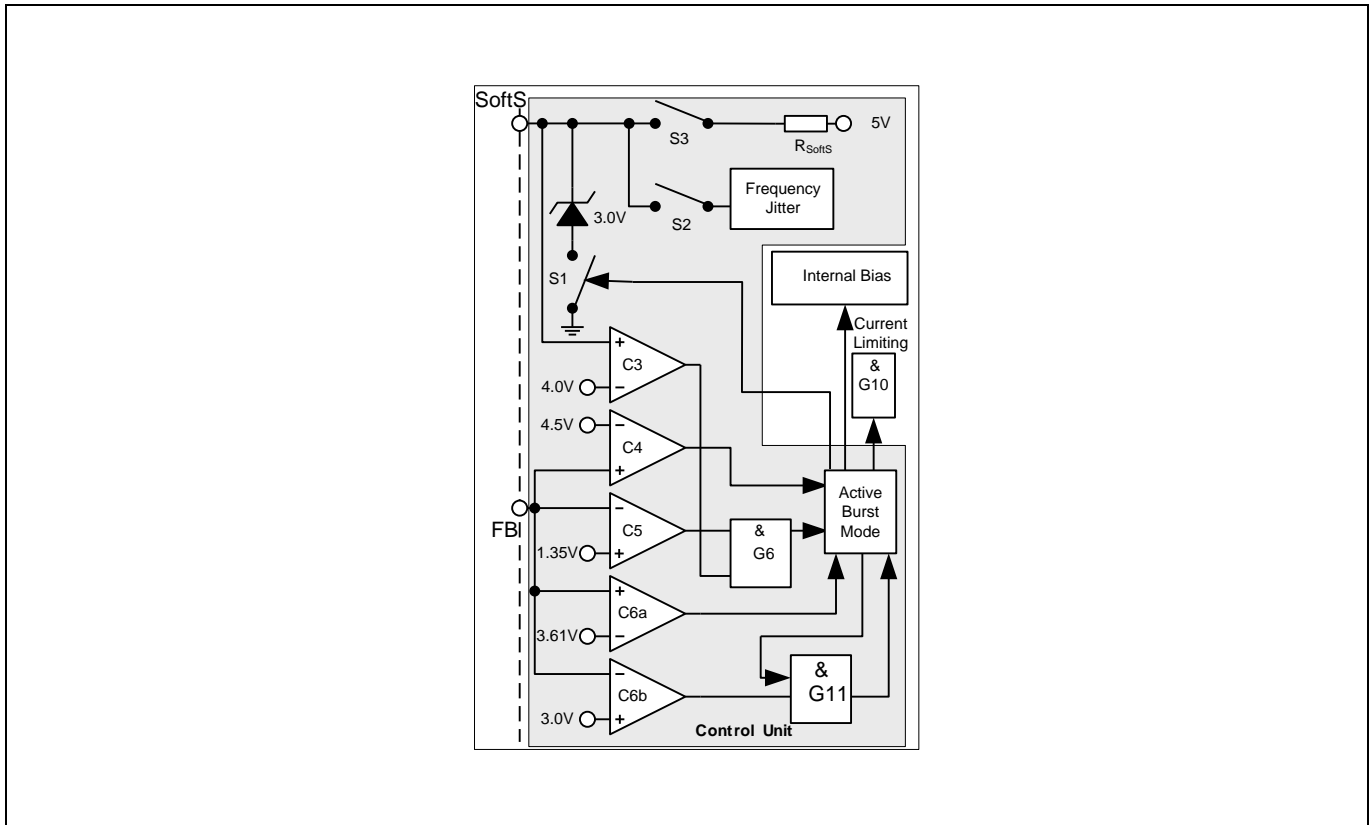 SoftS
5V
S3
RSoftS
Frequency
Jitter
3.0V
S2
S1
Internal Bias
Current
Limiting
+
C3
&
G10
4.0V
−
4.5V
−
C4
+
Active
Burst
Mode
FB
−
C5
&
G6
1.35V
+
+
C6a
3.61V
−
−
&
G11
C6b
3.0V
+
Control Unit